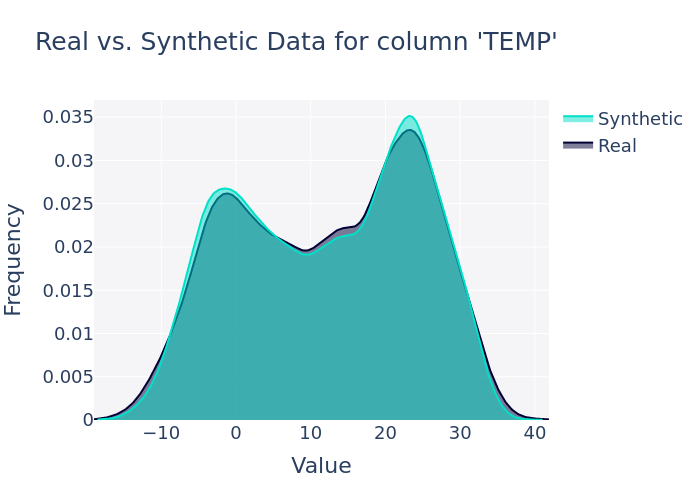 Real vs. Synthetic Data for column 'TEMP'
Synthetic
Real
0.035
0.03
0.025
0.02
0.015
0.01
0.005
0
Frequency
−10
0
10
20
30
40
Value